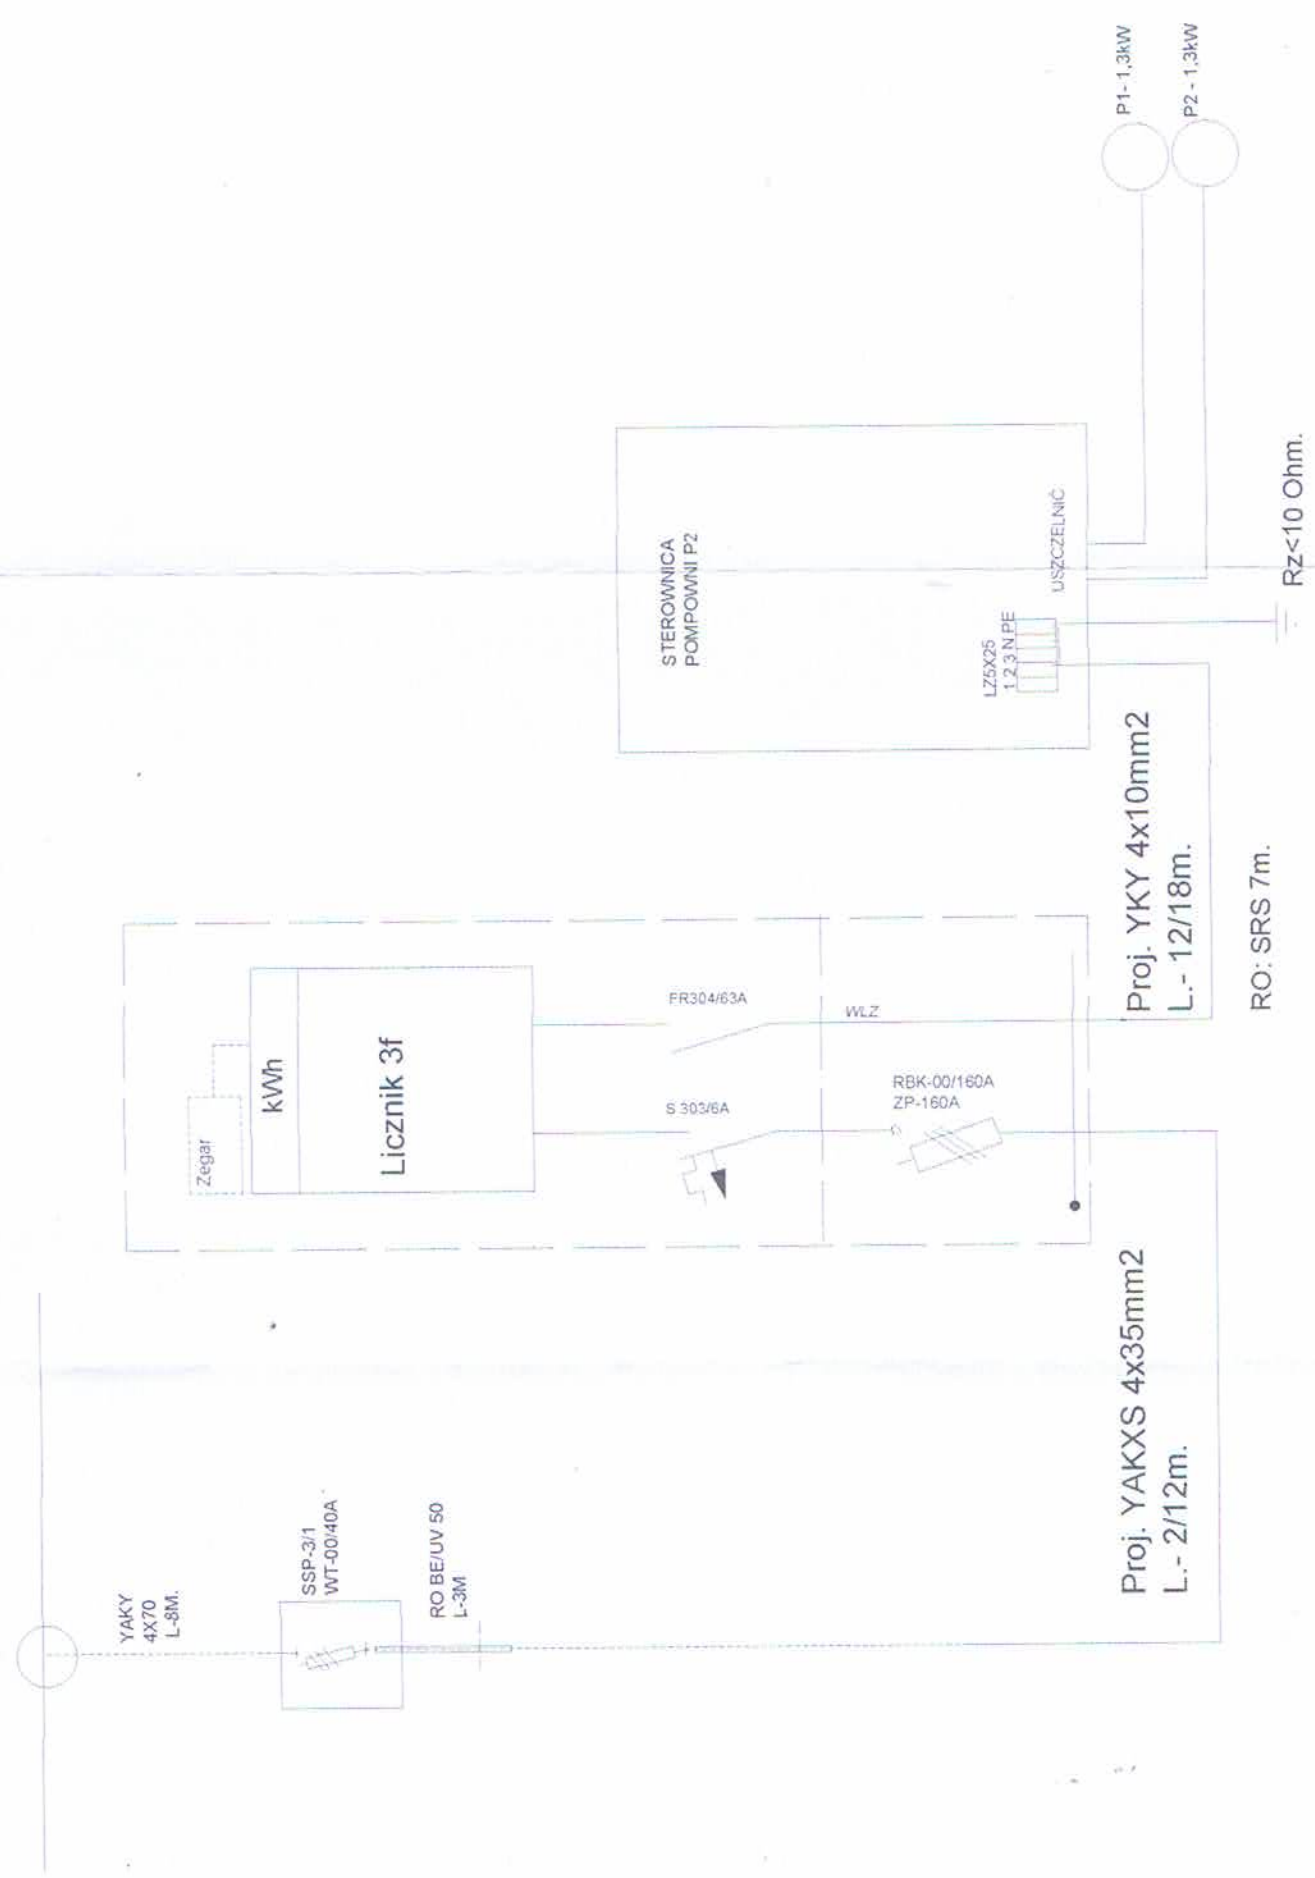 YAKY
4X70
L-8M.
SSP-3/1
WT-00/40A
RO BE/UV 50
L-3M
Proj. YAKXS 4x35mm2
L.- 2/12m.
Zegar
kWh
Licznik 3f
S 303/6A
FR304/63A
WLZ
RBK-00/160A
ZP-160A
Proj. YKY 4x10mm2
L.- 12/18m.
RO: SRS 7m.
STEROWNICA
POMPOWNI P2
LZ5X25
1 2 3 N PE
USZCZELNIĆ
Rz<10 Ohm.
P1- 1,3kW
P2 - 1,3kW